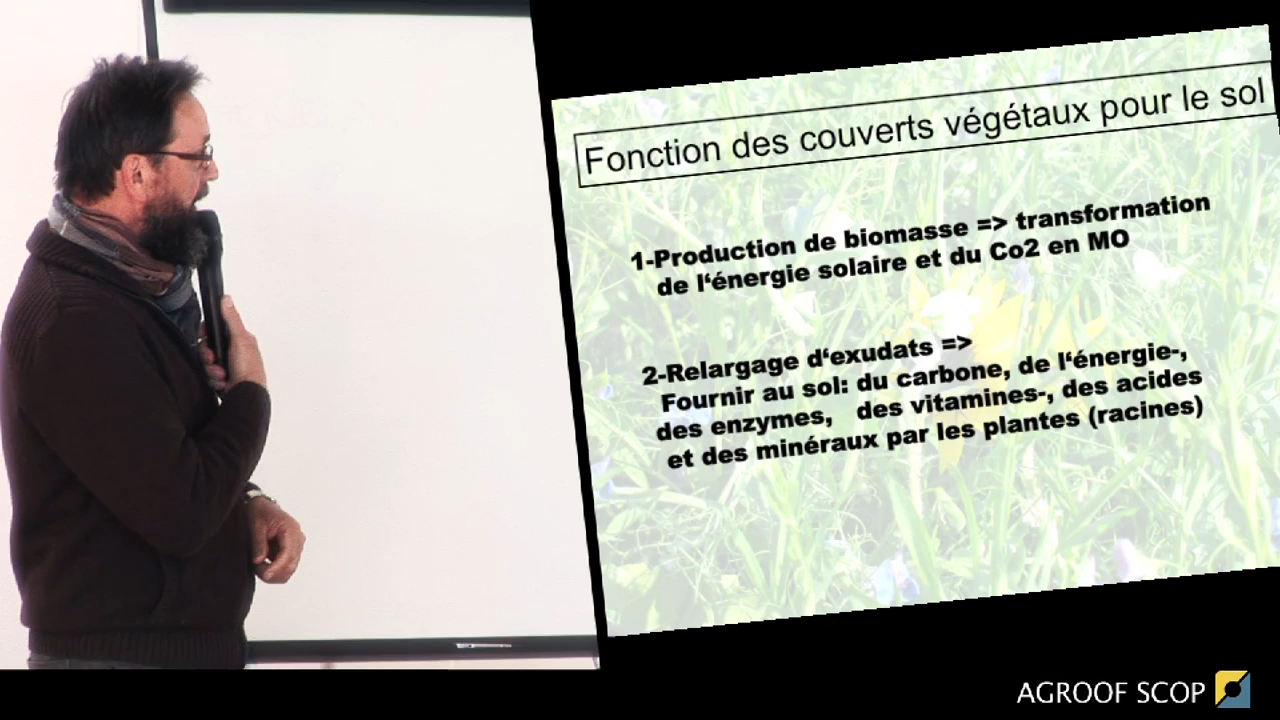 Fonction des couverts végétaux pour le sol
1-Production de biomasse => transformation
de l‘énergie solaire et du Co2 en MO
2-Relargage d‘exudats =>
Fournir au sol: du carbone, de l‘énergie-,
des enzymes, des vitamines-, des acides
et des minéraux par les plantes (racines)
AGROOF SCOP